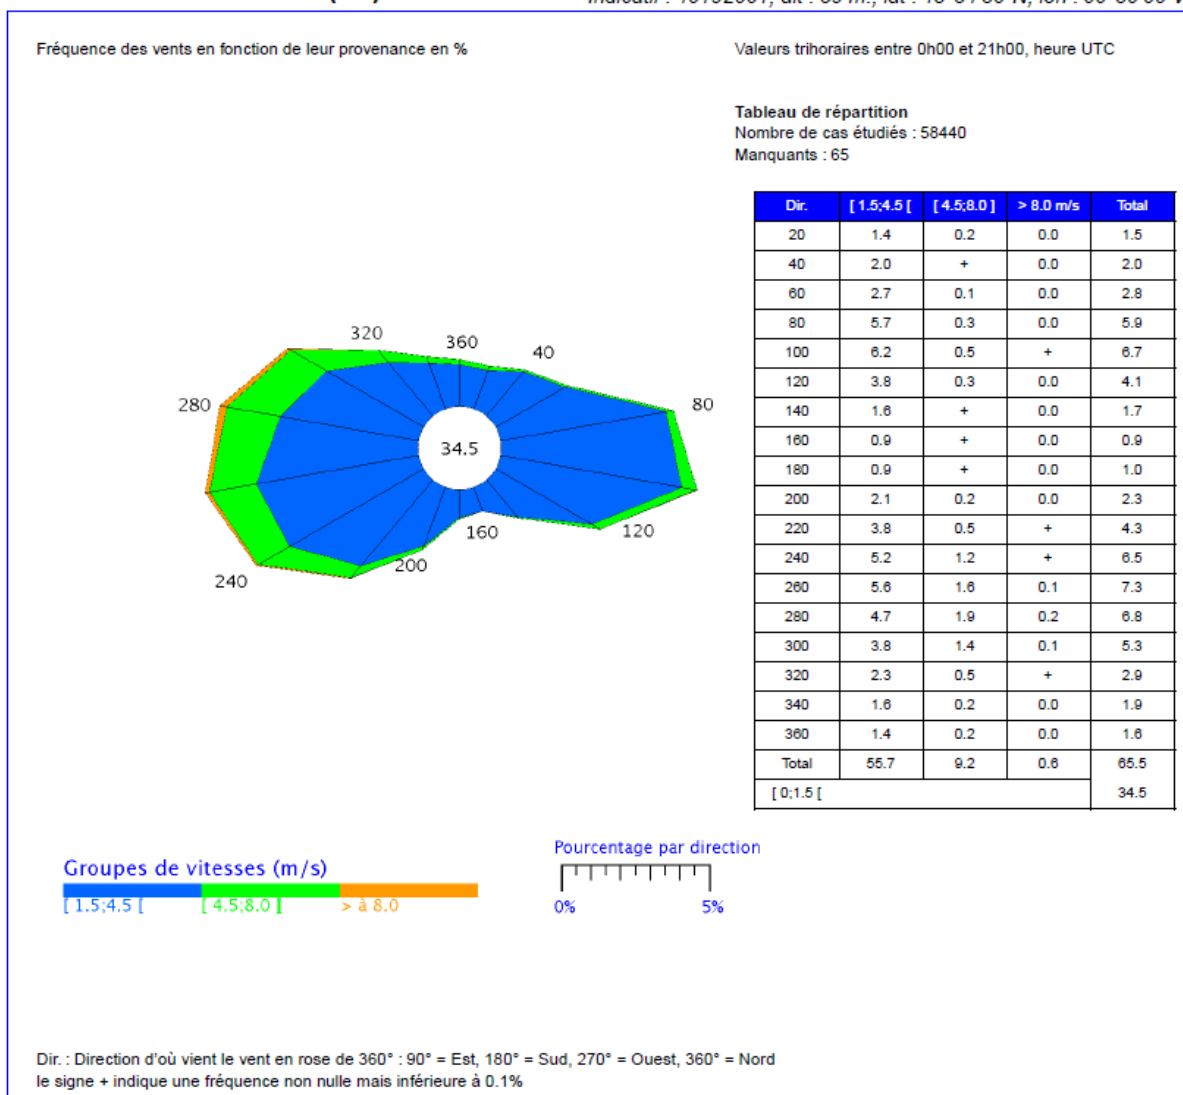 Fréquence des vents en fonction de leur provenance en %
Valeurs trihoraires entre 0h00 et 21h00, heure UTC
Tableau de répartition
Nombre de cas étudiés : 58440
Manquants : 65
Dir. [ 1.5;4.5 [ [ 4.5;8.0 ] > 8.0 m/s Total
20 1.4 0.2 0.0 1.5
40 2.0 + 0.0 2.0
60 2.7 0.1 0.0 2.8
80 5.7 0.3 0.0 5.9
100 6.2 0.5 + 6.7
120 3.8 0.3 0.0 4.1
140 1.6 + 0.0 1.7
160 0.9 + 0.0 0.9
180 0.9 + 0.0 1.0
200 2.1 0.2 0.0 2.3
220 3.8 0.5 + 4.3
240 5.2 1.2 + 6.5
260 5.6 1.6 0.1 7.3
280 4.7 1.9 0.2 6.8
300 3.8 1.4 0.1 5.3
320 2.3 0.5 + 2.9
340 1.6 0.2 0.0 1.9
360 1.4 0.2 0.0 1.6
Total 55.7 9.2 0.6 65.5
[ 0;1.5 [ 34.5
320
360
40
280
80
34.5
160
120
200
240
Groupes de vitesses (m/s)
[ 1.5;4.5 [ [ 4.5;8.0 ] > à 8.0
Pourcentage par direction
0% 5%
Dir. : Direction d'où vient le vent en rose de 360° : 90° = Est, 180° = Sud, 270° = Ouest, 360° = Nord
le signe + indique une fréquence non nulle mais inférieure à 0.1%